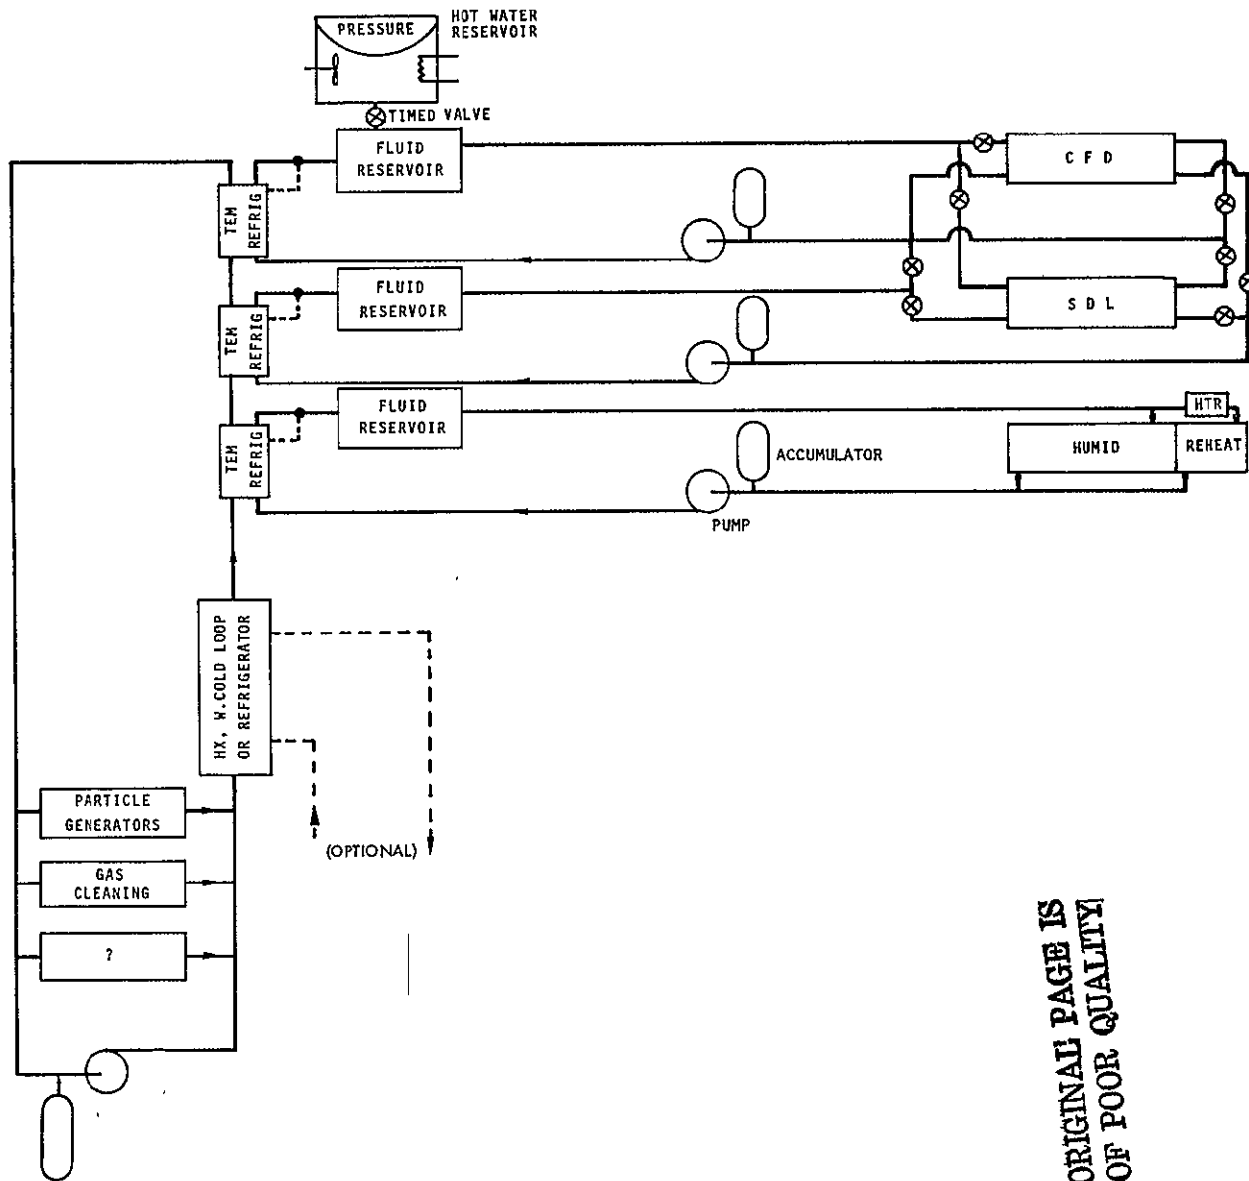 HOT WATER
RESERVOIR
PRESSURE
TIMED VALVE
FLUID
RESERVOIR
CFD
TEM
REFRIG
FLUID
RESERVOIR
SDL
TEM
REFRIG
FLUID
RESERVOIR
HTR
TEM
REFRIG
ACCUMULATOR
HUMID
REHEAT
PUMP
HX, W.COLD LOOP
OR REFRIGERATOR
PARTICLE
GENERATORS
(OPTIONAL)
GAS
CLEANING
?
ORIGINAL PAGE IS
OF POOR QUALITY